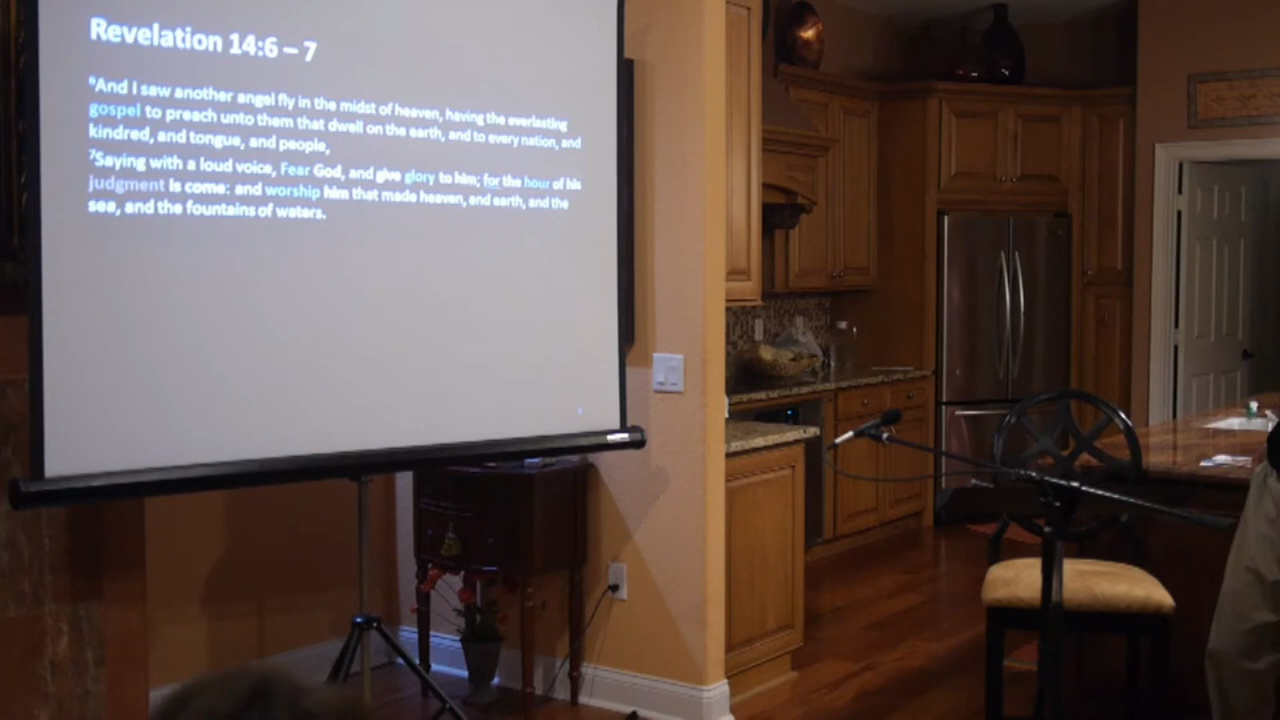 Revelation 14:6 – 7
⁶And I saw another angel fly in the midst of heaven, having the everlasting
gospel to preach unto them that dwell on the earth, and to every nation, and
kindred, and tongue, and people,
⁷Saying with a loud voice, Fear God, and give glory to him; for the hour of his
judgment is come: and worship him that made heaven, and earth, and the
sea, and the fountains of waters.